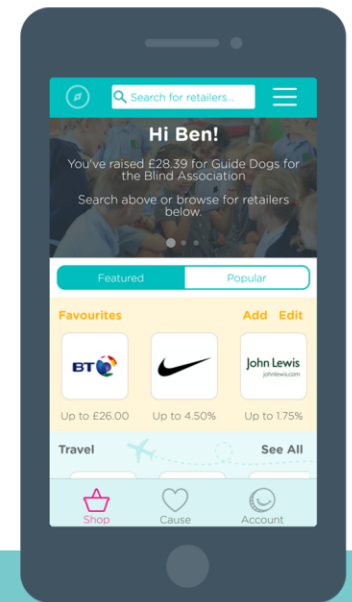 Search for retailers...
Hi Ben!
You've raised £28.39 for Guide Dogs for
the Blind Association
Search above or browse for retailers
below.
Featured Popular
Favourites Add Edit
BT John Lewis
johnlewis.com
Up to £26.00 Up to 4.50% Up to 1.75%
Travel See All
Shop Cause Account